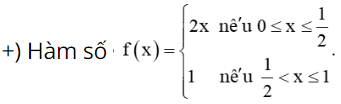 +) Hàm số f(x) = { 2x nếu 0 ≤ x ≤ 1/2
1 nếu 1/2 < x ≤ 1 .